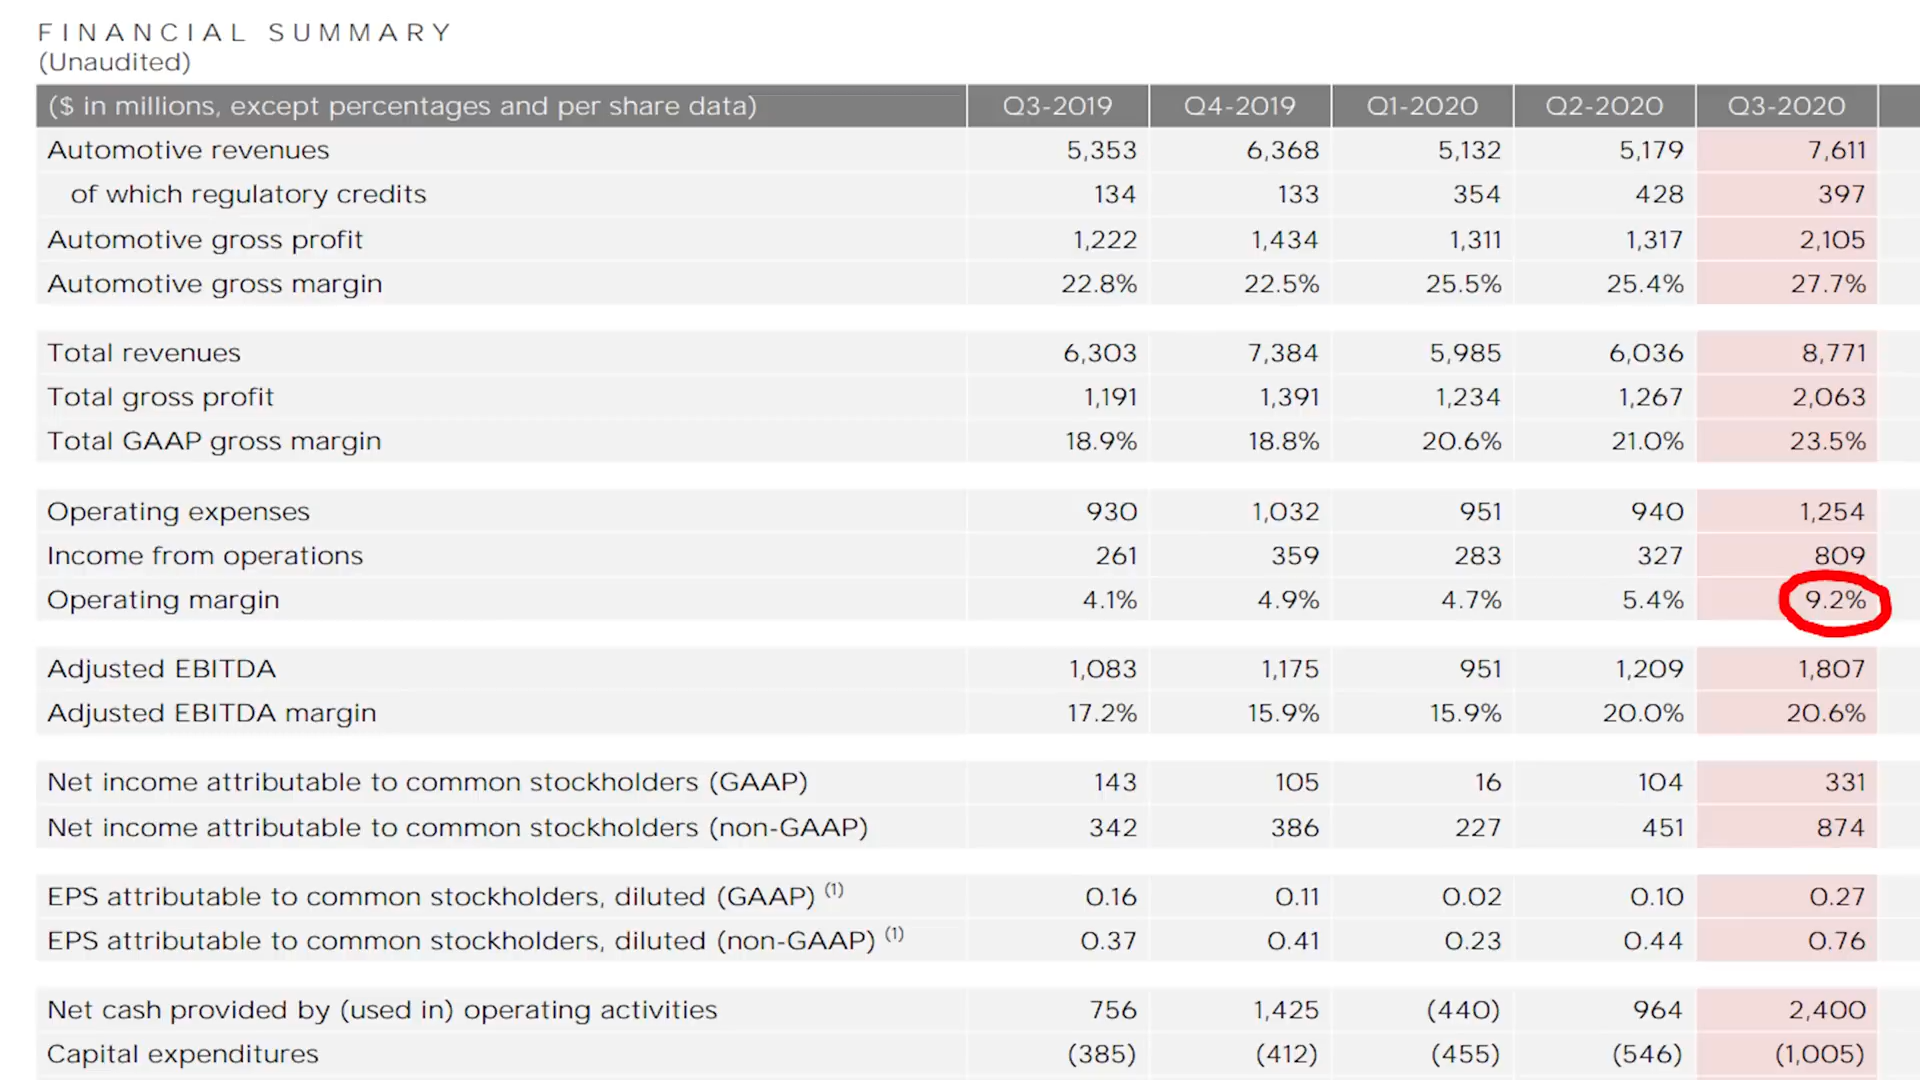 FINANCIAL SUMMARY
(Unaudited)
($ in millions, except percentages and per share data) Q3-2019 Q4-2019 Q1-2020 Q2-2020 Q3-2020
Automotive revenues 5,353 6,368 5,132 5,179 7,611
of which regulatory credits 134 133 354 428 397
Automotive gross profit 1,222 1,434 1,311 1,317 2,105
Automotive gross margin 22.8% 22.5% 25.5% 25.4% 27.7%
Total revenues 6,303 7,384 5,985 6,036 8,771
Total gross profit 1,191 1,391 1,234 1,267 2,063
Total GAAP gross margin 18.9% 18.8% 20.6% 21.0% 23.5%
Operating expenses 930 1,032 951 940 1,254
Income from operations 261 359 283 327 809
Operating margin 4.1% 4.9% 4.7% 5.4% 9.2%
Adjusted EBITDA 1,083 1,175 951 1,209 1,807
Adjusted EBITDA margin 17.2% 15.9% 15.9% 20.0% 20.6%
Net income attributable to common stockholders (GAAP) 143 105 16 104 331
Net income attributable to common stockholders (non-GAAP) 342 386 227 451 874
EPS attributable to common stockholders, diluted (GAAP) (1) 0.16 0.11 0.02 0.10 0.27
EPS attributable to common stockholders, diluted (non-GAAP) (1) 0.37 0.41 0.23 0.44 0.76
Net cash provided by (used in) operating activities 756 1,425 (440) 964 2,400
Capital expenditures (385) (412) (455) (546) (1,005)